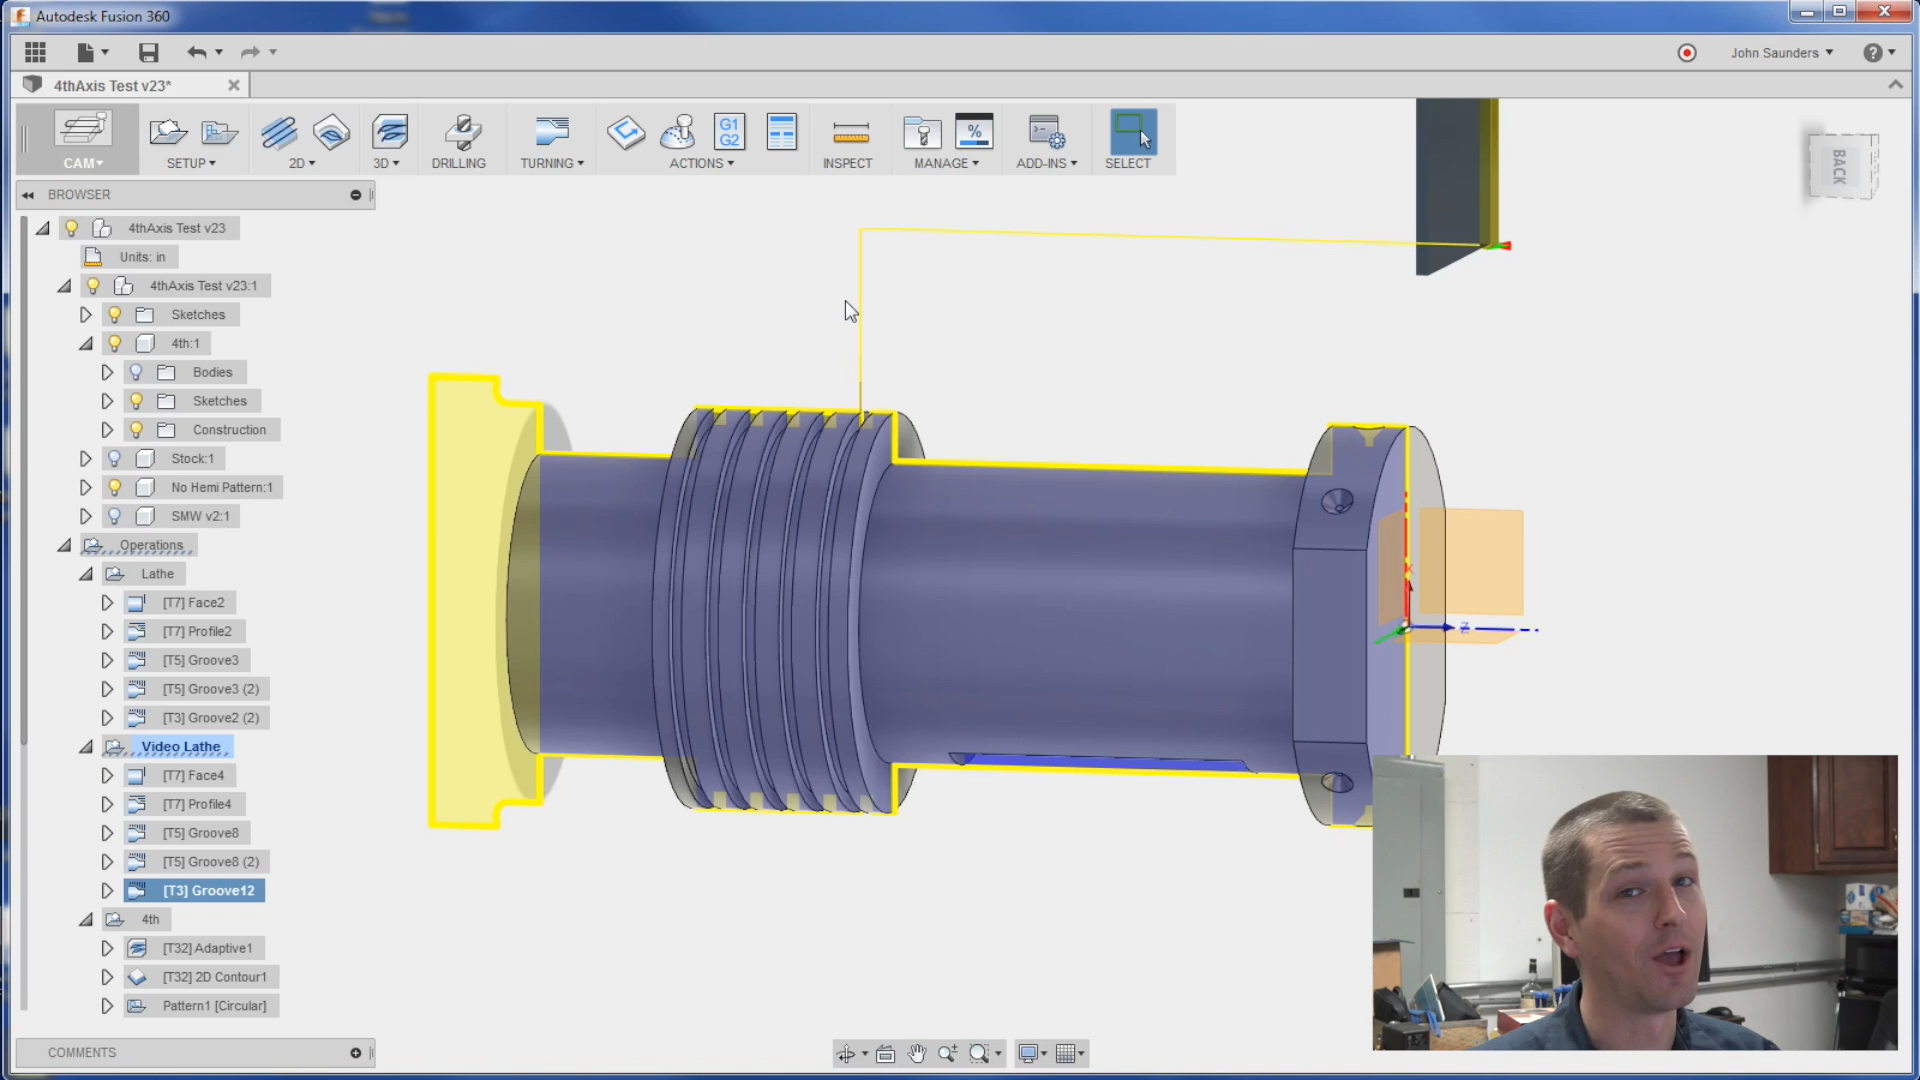 Autodesk Fusion 360
John Saunders
4thAxis Test v23*
CAM
SETUP
2D
3D
DRILLING
TURNING
G1
G2
ACTIONS
INSPECT
%
MANAGE
ADD-INS
SELECT
BACK
BROWSER
4thAxis Test v23
Units: in
4thAxis Test v23:1
Sketches
4th:1
Bodies
Sketches
Construction
Stock:1
No Hemi Pattern:1
SMW v2:1
Operations
Lathe
[T7] Face2
[T7] Profile2
[T5] Groove3
[T5] Groove3 (2)
[T3] Groove2 (2)
Video Lathe
[T7] Face4
[T7] Profile4
[T5] Groove8
[T5] Groove8 (2)
[T3] Groove12
4th
[T32] Adaptive1
[T32] 2D Contour1
Pattern1 [Circular]
X
Z
COMMENTS